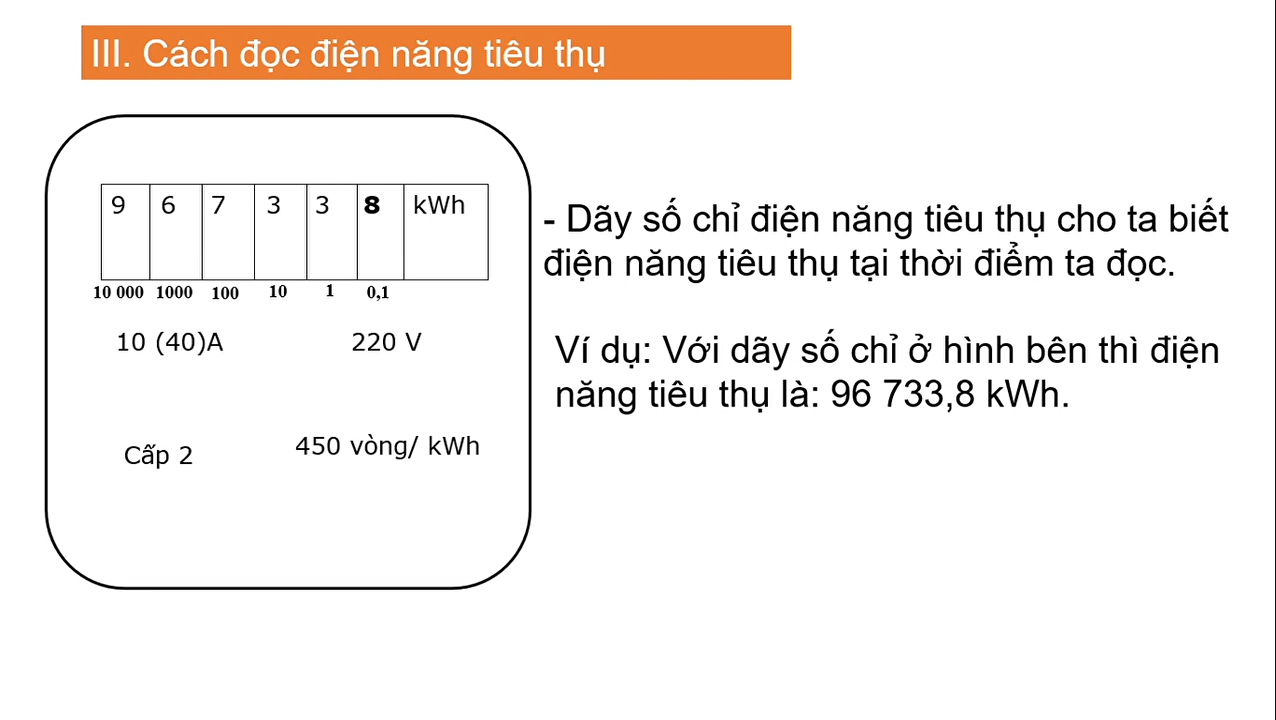 III. Cách đọc điện năng tiêu thụ
9 6 7 3 3 8 kWh
10 000 1000 100 10 1 0,1
10 (40)A 220 V
Cấp 2 450 vòng/ kWh
- Dãy số chỉ điện năng tiêu thụ cho ta biết
điện năng tiêu thụ tại thời điểm ta đọc.
Ví dụ: Với dãy số chỉ ở hình bên thì điện
năng tiêu thụ là: 96 733,8 kWh.